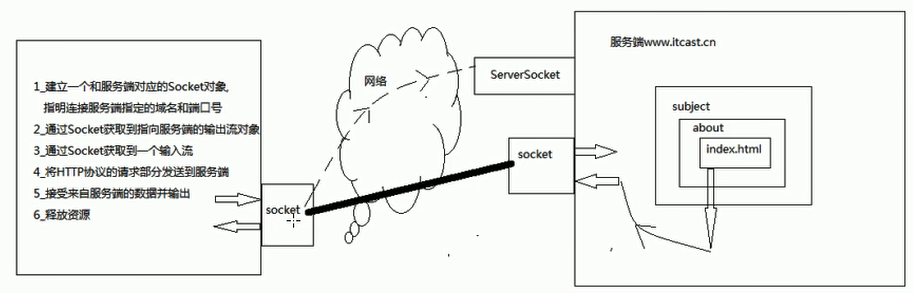 1_建立一个和服务端对应的Socket对象,
指明连接服务端指定的域名和端口号
2_通过Socket获取到指向服务端的输出流对象
3_通过Socket获取到一个输入流
4_将HTTP协议的请求部分发送到服务端
5_接受来自服务端的数据并输出
6_释放资源
socket
网络
ServerSocket
socket
服务端www.itcast.cn
subject
about
index.html